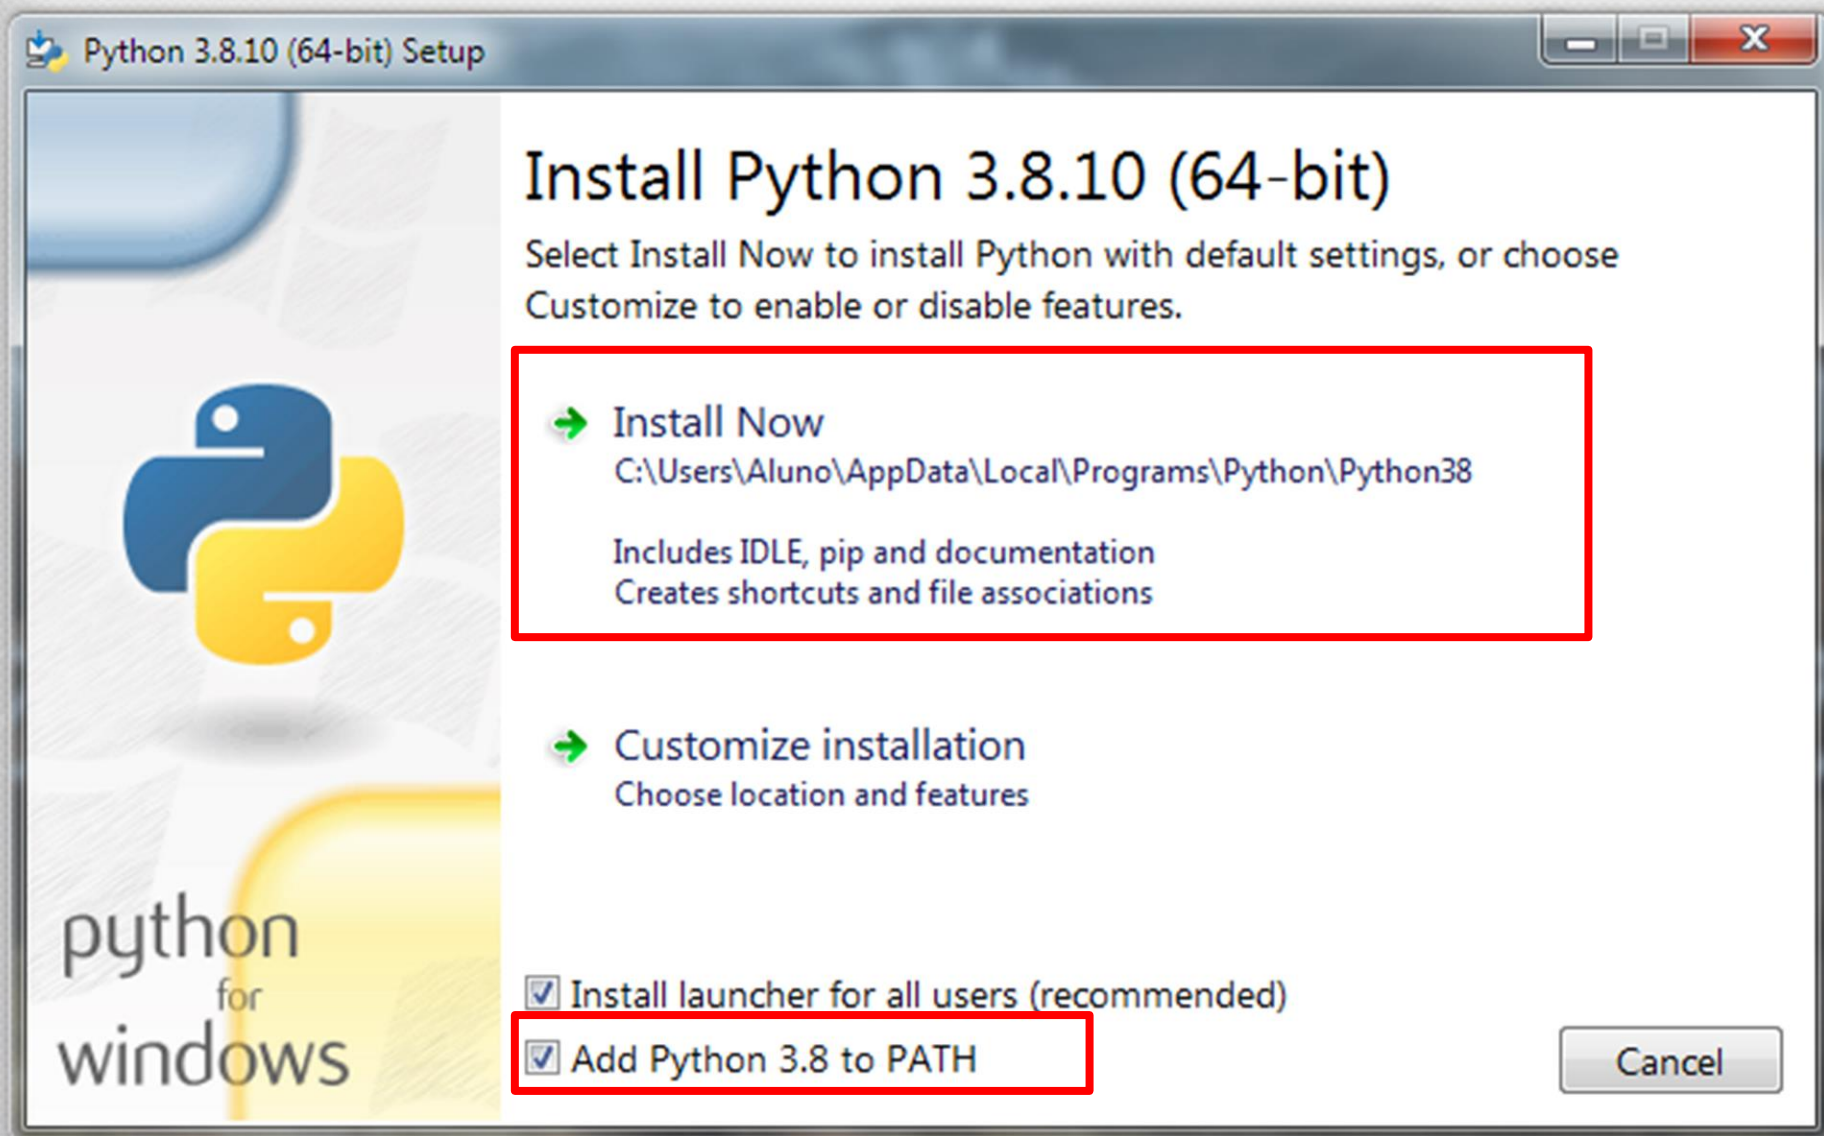 Python 3.8.10 (64-bit) Setup
Install Python 3.8.10 (64-bit)
Select Install Now to install Python with default settings, or choose
Customize to enable or disable features.
Install Now
C:\Users\Aluno\AppData\Local\Programs\Python\Python38
Includes IDLE, pip and documentation
Creates shortcuts and file associations
Customize installation
Choose location and features
python
for
windows
Install launcher for all users (recommended)
Add Python 3.8 to PATH
Cancel